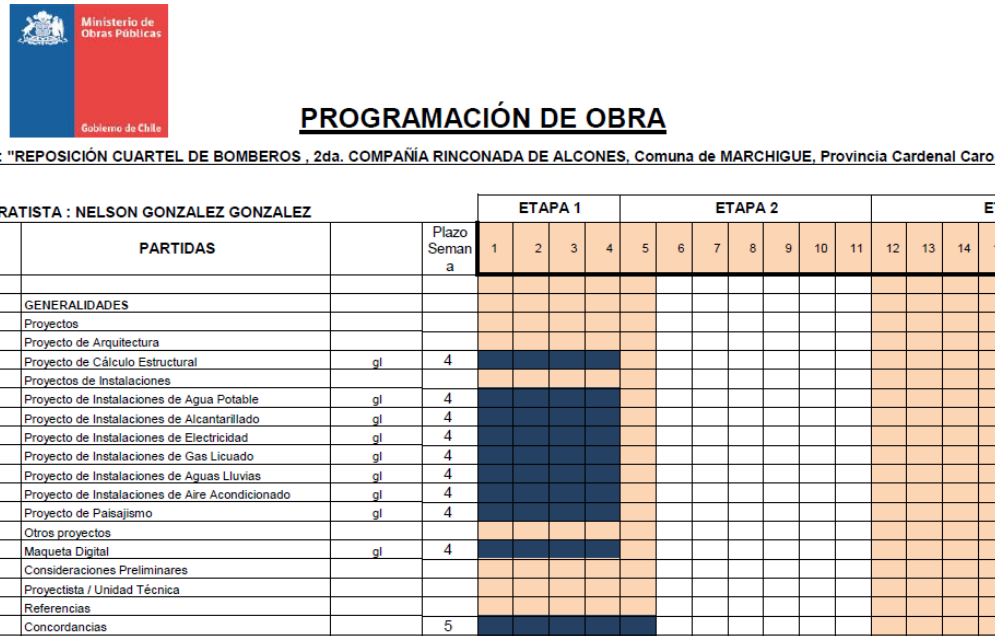 Ministerio de
Obras Públicas
Gobierno de Chile
PROGRAMACIÓN DE OBRA
: "REPOSICIÓN CUARTEL DE BOMBEROS , 2da. COMPAÑÍA RINCONADA DE ALCONES, Comuna de MARCHIGUE, Provincia Cardenal Caro
RATISTA : NELSON GONZALEZ GONZALEZ ETAPA 1 ETAPA 2 E
PARTIDAS Plazo Seman a 1 2 3 4 5 6 7 8 9 10 11 12 13 14
GENERALIDADES
Proyectos
Proyecto de Arquitectura
Proyecto de Cálculo Estructural gl 4
Proyectos de Instalaciones
Proyecto de Instalaciones de Agua Potable gl 4
Proyecto de Instalaciones de Alcantarillado gl 4
Proyecto de Instalaciones de Electricidad gl 4
Proyecto de Instalaciones de Gas Licuado gl 4
Proyecto de Instalaciones de Aguas Lluvias gl 4
Proyecto de Instalaciones de Aire Acondicionado gl 4
Proyecto de Paisajismo gl 4
Otros proyectos
Maqueta Digital gl 4
Consideraciones Preliminares
Proyectista / Unidad Técnica
Referencias
Concordancias 5